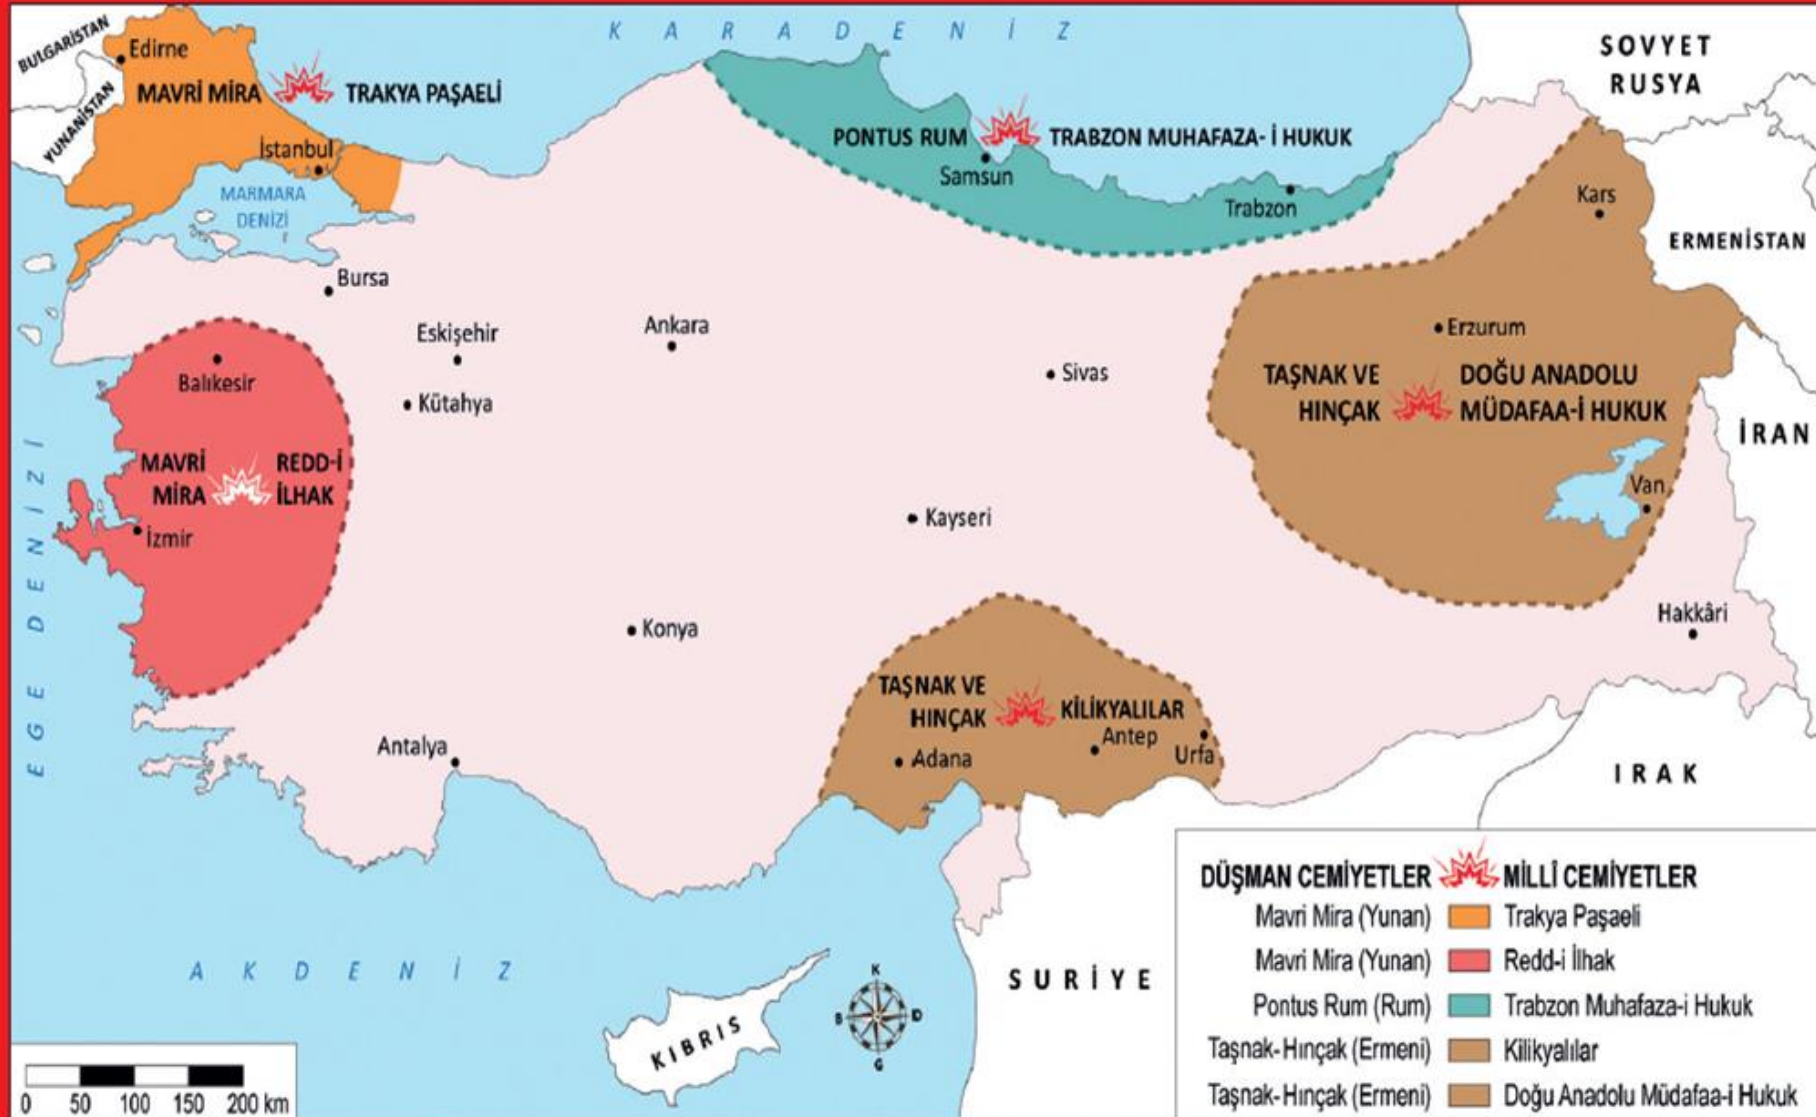 K A R A D E N İ Z
BULGARİSTAN
Edirne
SOVYET
RUSYA
MAVRİ MİRA
TRAKYA PAŞAELİ
YUNANİSTAN
İstanbul
PONTUS RUM
TRABZON MUHAFAZA- İ HUKUK
Samsun
Trabzon
MARMARA
DENİZİ
Kars
ERMENİSTAN
Bursa
Eskişehir
Ankara
Erzurum
Balıkesir
Kütahya
Sivas
TAŞNAK VE
HINÇAK
DOĞU ANADOLU
MÜDAFAA-İ HUKUK
İRAN
MAVRİ
MİRA
REDD-İ
İLHAK
Van
İzmir
Kayseri
EGE DENİZİ
Konya
Hakkâri
TAŞNAK VE
HINÇAK
KİLİKYALILAR
Antep
Urfa
Adana
Antalya
IRAK
A K D E N İ Z
SURİYE
KIBRIS
K
B
D
G
DÜŞMAN CEMİYETLER MİLLÎ CEMİYETLER
Mavri Mira (Yunan) Trakya Paşaeli
Mavri Mira (Yunan) Redd-i İlhak
Pontus Rum (Rum) Trabzon Muhafaza-i Hukuk
Taşnak-Hınçak (Ermeni) Kilikyalılar
Taşnak-Hınçak (Ermeni) Doğu Anadolu Müdafaa-i Hukuk
0 50 100 150 200 km